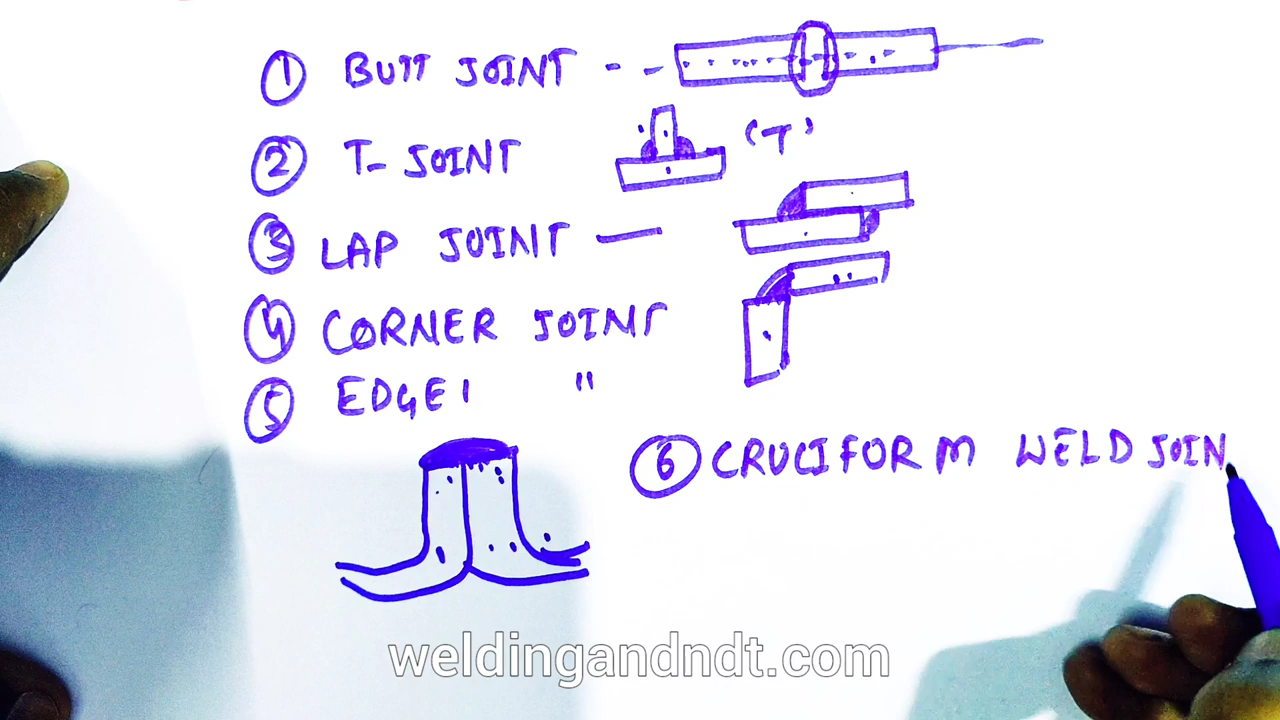 ① BUTT JOINT
② T- JOINT
'T'
③ LAP JOINT
④ CORNER JOINT
⑤ EDGE "
⑥ CRUCIFORM WELD JOIN
weldingandndt.com